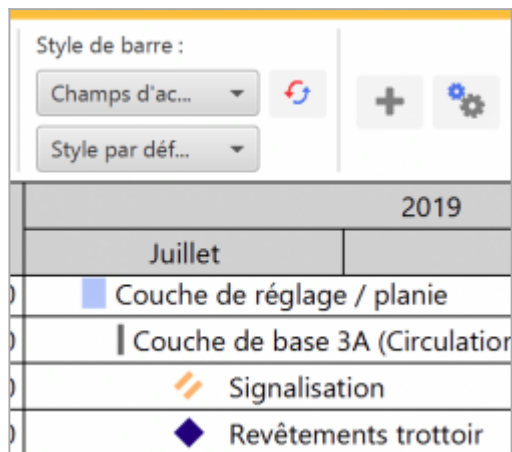 Style de barre :
Champs d'ac...
Style par déf...
2019
Juillet
Couche de réglage / planie
Couche de base 3A (Circulation
Signalisation
Revêtements trottoir